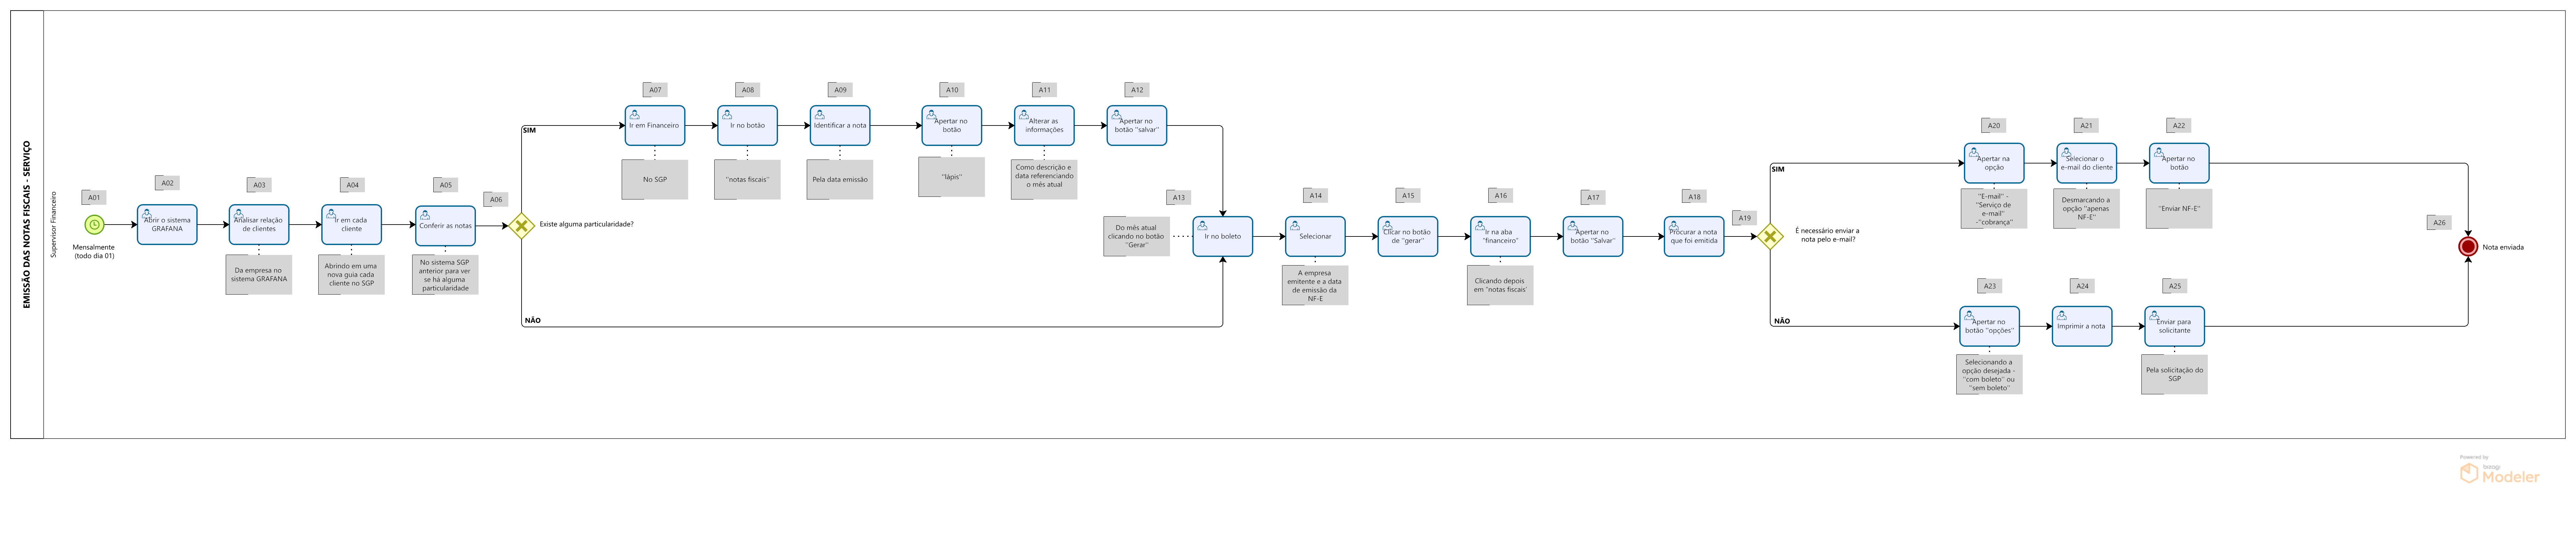 EMISSÃO DAS NOTAS FISCAIS - SERVIÇO
Supervisor Financeiro
A01
Mensalmente
(todo dia 01)
A02
Abrir o sistema
GRAFANA
A03
Analisar relação
de clientes
Da empresa no
sistema GRAFANA
A04
Ir em cada
cliente
Abrindo em uma
nova guia cada
cliente no SGP
A05
Conferir as notas
No sistema SGP
anterior para ver
se há alguma
particularidade
A06
Existe alguma particularidade?
SIM
NÃO
A07
Ir em Financeiro
No SGP
A08
Ir no botão
"notas fiscais"
A09
Identificar a nota
Pela data emissão
A10
Apertar no
botão
"lápis"
A11
Alterar as
informações
Como descrição e
data referenciando
o mês atual
A12
Apertar no
botão "salvar"
A13
Do mês atual
clicando no botão
"Gerar"
Ir no boleto
A14
Selecionar
A empresa
emitente e a data
de emissão da
NF-E
A15
Clicar no botão
de "gerar"
A16
Ir na aba
"financeiro"
Clicando depois
em "notas fiscais'
A17
Apertar no
botão "Salvar"
A18
Procurar a nota
que foi emitida
A19
É necessário enviar a
nota pelo e-mail?
SIM
NÃO
A20
Apertar na
opção
"E-mail" -
"Serviço de
e-mail"
-"cobrança"
A21
Selecionar o
e-mail do cliente
Desmarcando a
opção "apenas
NF-E"
A22
Apertar no
botão
"Enviar NF-E"
A23
Apertar no
botão "opções"
Selecionando a
opção desejada -
"com boleto" ou
"sem boleto"
A24
Imprimir a nota
A25
Enviar para
solicitante
Pela solicitação do
SGP
A26
Nota enviada
Powered by
bizagi
Modeler